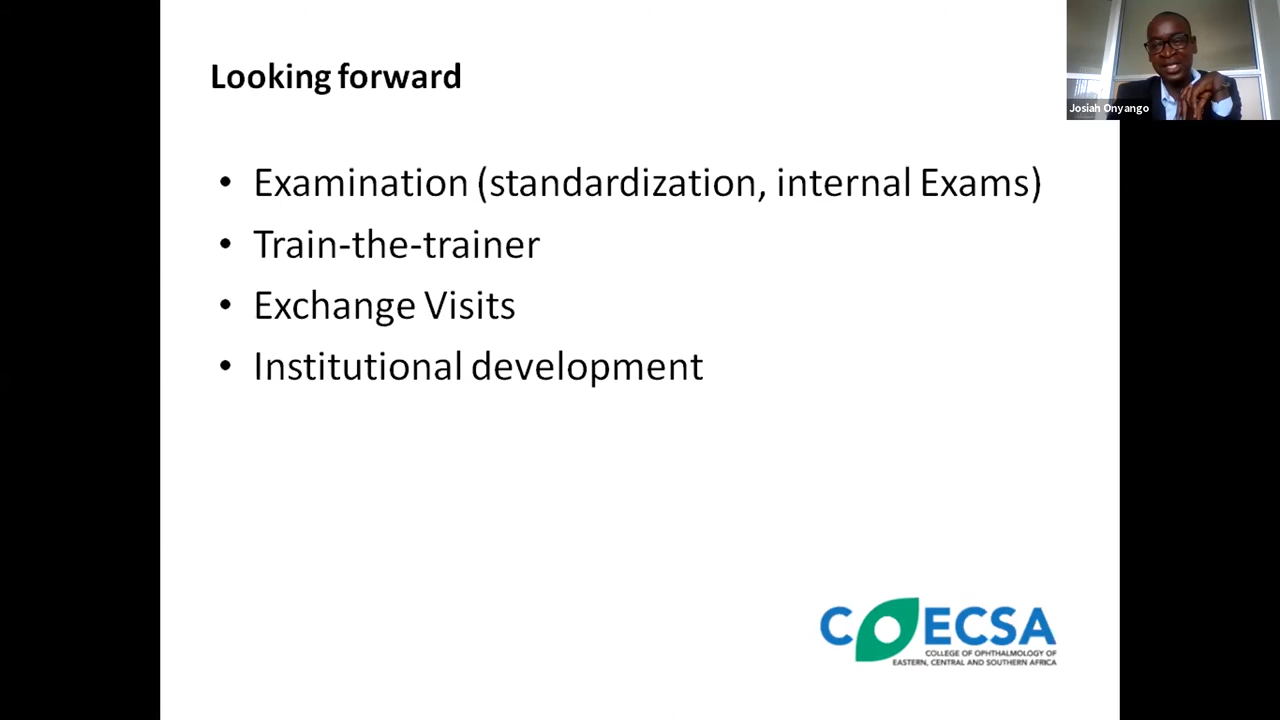 Looking forward
Josiah Onyango
• Examination (standardization, internal Exams)
• Train-the-trainer
• Exchange Visits
• Institutional development
COECSA
COLLEGE OF OPHTHALMOLOGY OF
EASTERN, CENTRAL AND SOUTHERN AFRICA